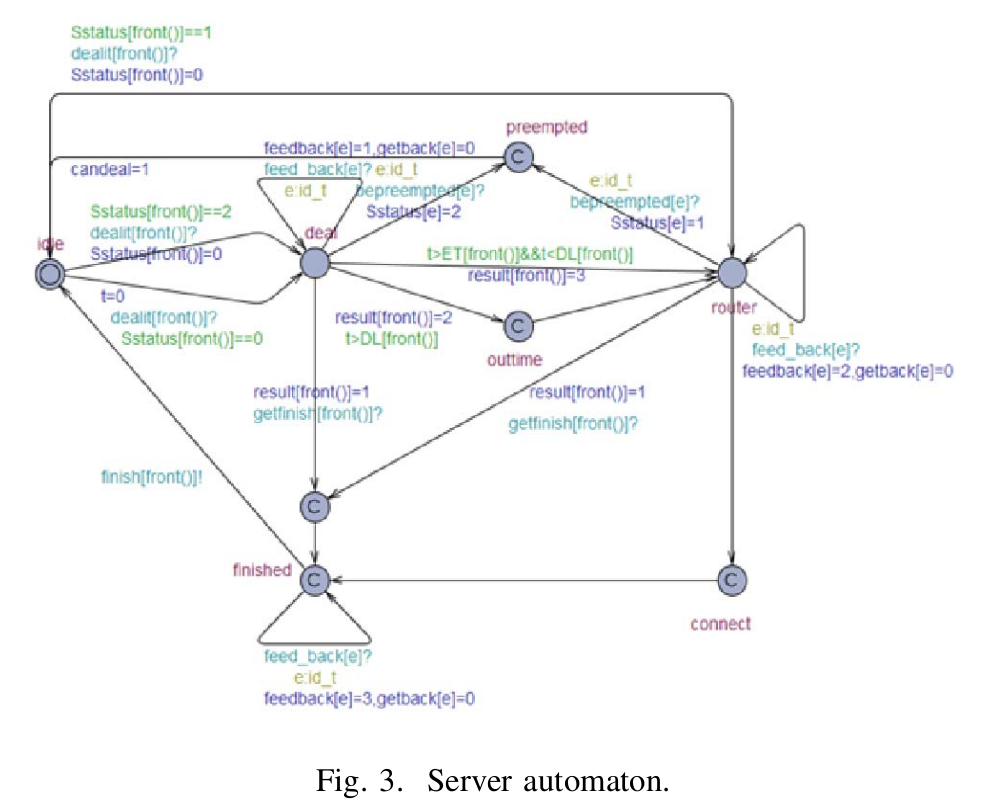 Sstatus[front()]==1
dealit[front()]?
Sstatus[front()]=0
preempted
feedback[e]=1,getback[e]=0
candeal=1
feed_back[e]? e:id_t
e:id_t
bepreempted[e]?
e:id_t
bepreempted[e]?
Sstatus[front()]==2
Sstatus[e]=2
Sstatus[e]=1
dealit[front()]?
deal
idle
Sstatus[front()]=0
t>ET[front()]&&t<DL[front()]
result[front()]=3
t=0
router
dealit[front()]?
result[front()]=2
Sstatus[front()]==0
t>DL[front()]
e:id_t
outtime
feed_back[e]?
feedback[e]=2,getback[e]=0
result[front()]=1
result[front()]=1
getfinish[front()]?
getfinish[front()]?
finish[front()]!
C
C
C
C
C
finished
connect
feed_back[e]?
e:id_t
feedback[e]=3,getback[e]=0
Fig. 3. Server automaton.